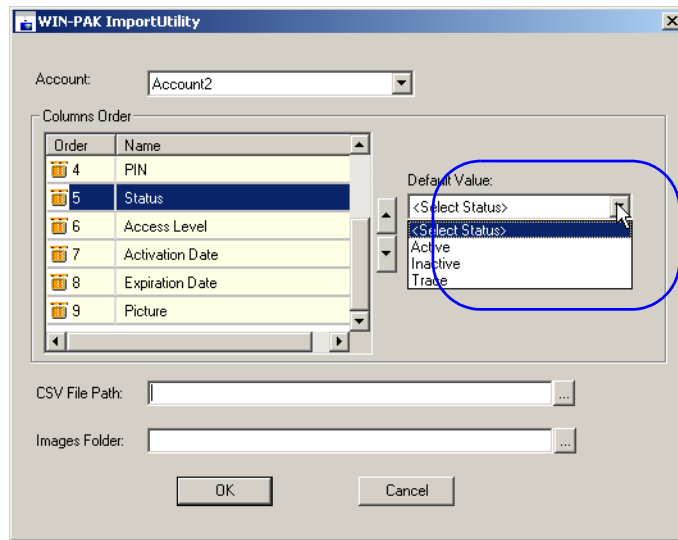 WIN-PAK ImportUtility
Account:
Account2
Columns Order
Order Name
4 PIN
5 Status
6 Access Level
7 Activation Date
8 Expiration Date
9 Picture
Default Value:
<Select Status>
<Select Status>
Active
Inactive
Trace
CSV File Path:
...
Images Folder:
...
OK Cancel